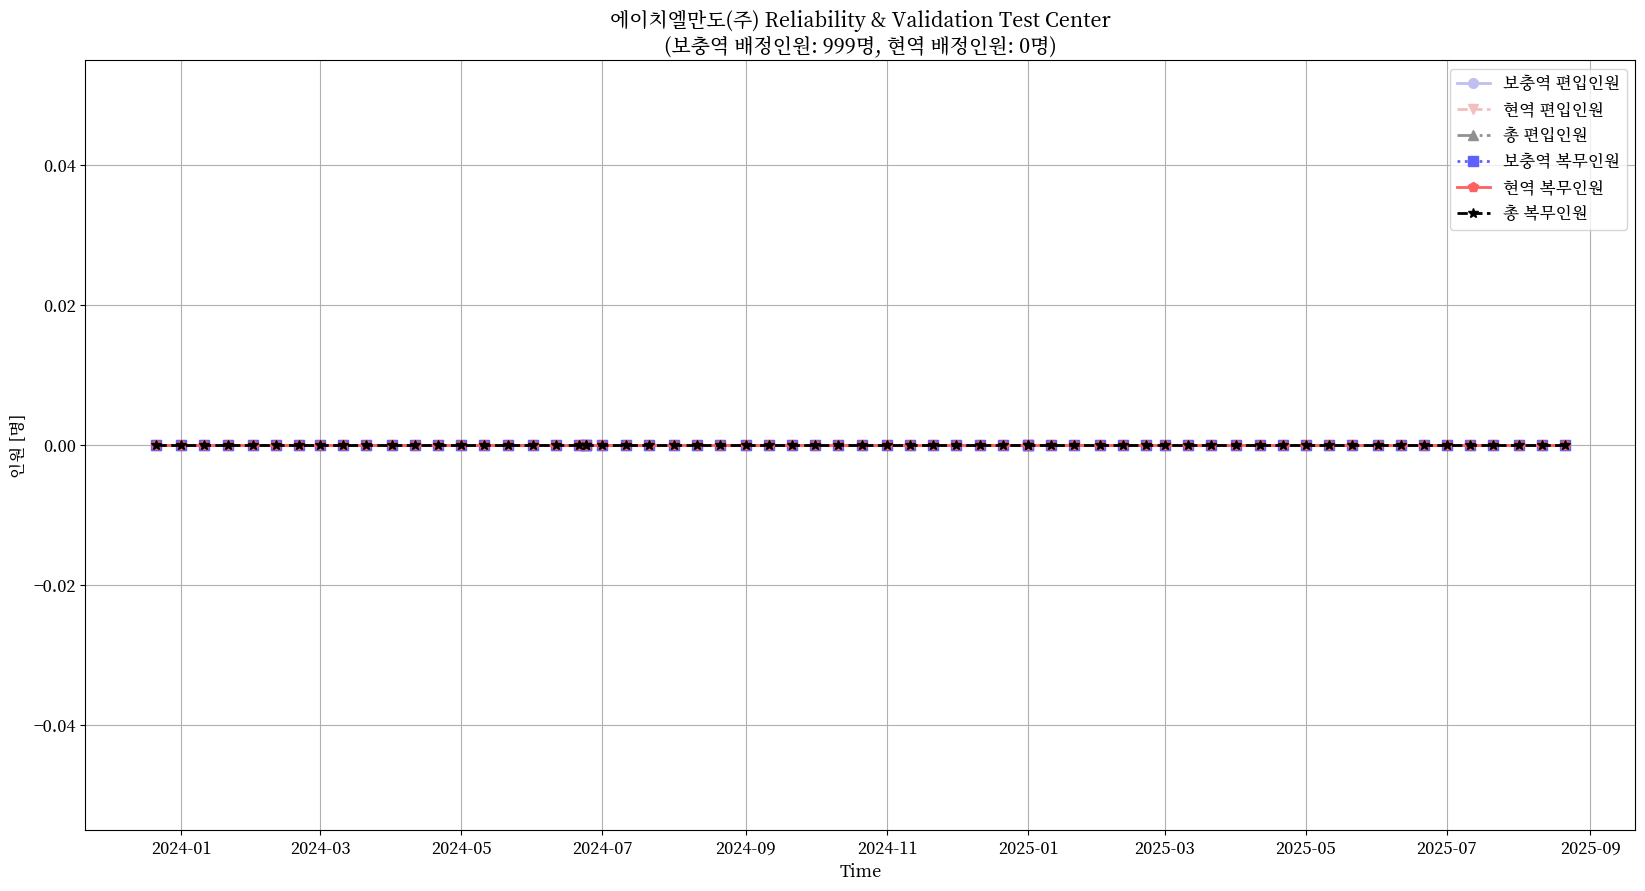 에이치엘만도(주) Reliability & Validation Test Center
(보충역 배정인원: 999명, 현역 배정인원: 0명)
보충역 편입인원
현역 편입인원
총 편입인원
보충역 복무인원
현역 복무인원
총 복무인원
인원 [명]
0.04
0.02
0.00
−0.02
−0.04
2024-01
2024-03
2024-05
2024-07
2024-09
2024-11
2025-01
2025-03
2025-05
2025-07
2025-09
Time